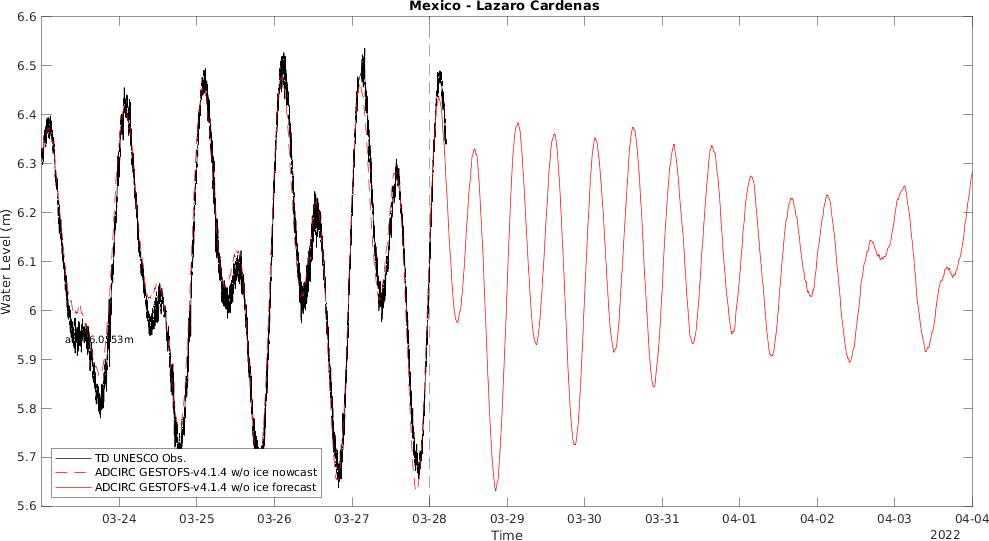 Mexico - Lazaro Cardenas
6.6
6.5
6.4
6.3
6.2
6.1
6
5.9
5.8
5.7
5.6
Water Level (m)
TD UNESCO Obs.
ADCIRC GESTOFS-v4.1.4 w/o ice nowcast
ADCIRC GESTOFS-v4.1.4 w/o ice forecast
03-24 03-25 03-26 03-27 03-28 03-29 03-30 03-31 04-01 04-02 04-03 04-04
Time
2022